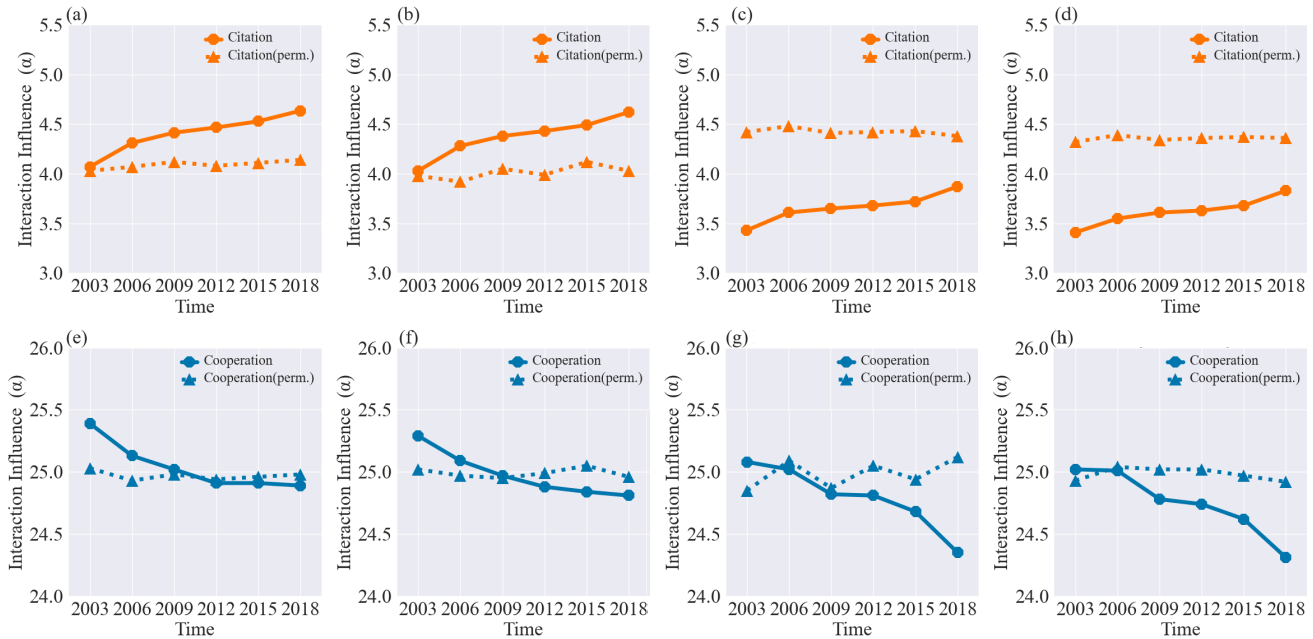 (a)
5.5
5.0
4.5
4.0
3.5
3.0
Interaction Influence (α)
Citation
Citation(perm.)
2003 2006 2009 2012 2015 2018
Time
(b)
5.5
5.0
4.5
4.0
3.5
3.0
Interaction Influence (α)
Citation
Citation(perm.)
2003 2006 2009 2012 2015 2018
Time
(c)
5.5
5.0
4.5
4.0
3.5
3.0
Interaction Influence (α)
Citation
Citation(perm.)
2003 2006 2009 2012 2015 2018
Time
(d)
5.5
5.0
4.5
4.0
3.5
3.0
Interaction Influence (α)
Citation
Citation(perm.)
2003 2006 2009 2012 2015 2018
Time
(e)
26.0
25.5
25.0
24.5
24.0
Interaction Influence (α)
Cooperation
Cooperation(perm.)
2003 2006 2009 2012 2015 2018
Time
(f)
26.0
25.5
25.0
24.5
24.0
Interaction Influence (α)
Cooperation
Cooperation(perm.)
2003 2006 2009 2012 2015 2018
Time
(g)
26.0
25.5
25.0
24.5
24.0
Interaction Influence (α)
Cooperation
Cooperation(perm.)
2003 2006 2009 2012 2015 2018
Time
(h)
26.0
25.5
25.0
24.5
24.0
Interaction Influence (α)
Cooperation
Cooperation(perm.)
2003 2006 2009 2012 2015 2018
Time